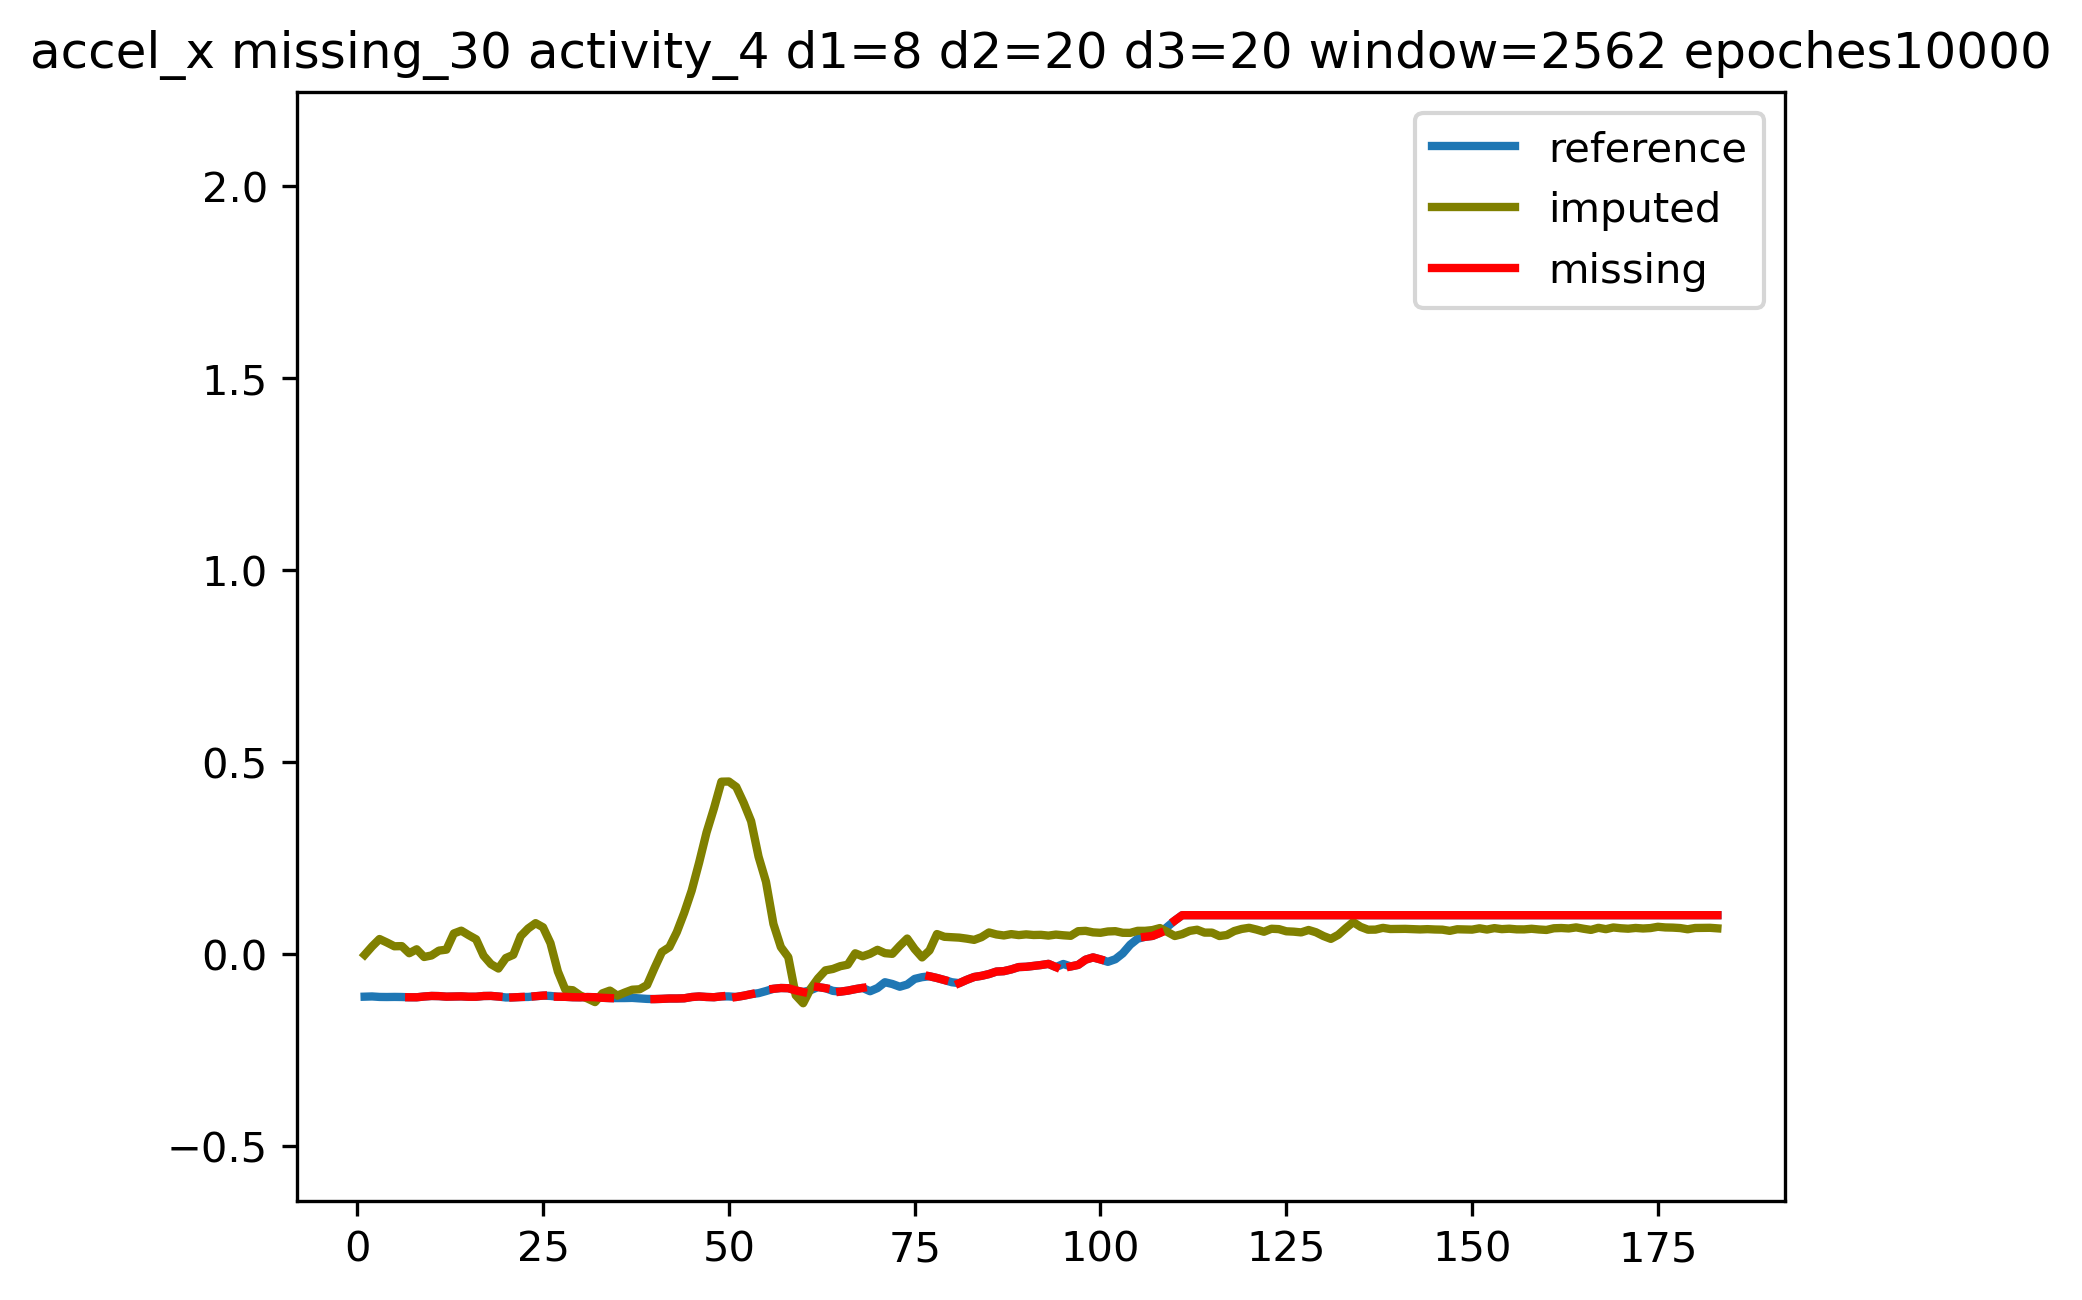 accel_x missing_30 activity_4 d1=8 d2=20 d3=20 window=2562 epoches10000
reference
imputed
missing
2.0
1.5
1.0
0.5
0.0
−0.5
0 25 50 75 100 125 150 175